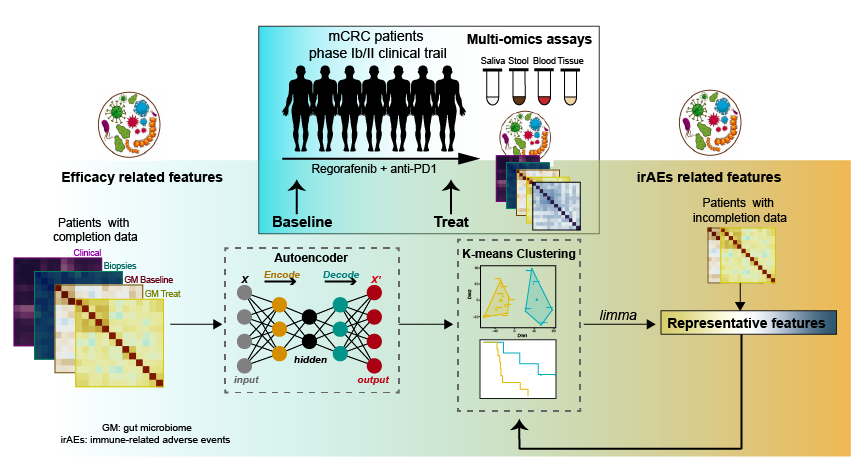 mCRC patients
phase Ib/II clinical trail
Multi-omics assays
Saliva Stool Blood Tissue
Regorafenib + anti-PD1
Baseline
Treat
Efficacy related features
irAEs related features
Patients with
completion data
Clinical
Biopsies
GM Baseline
GM Treat
Autoencoder
X Encode Decode X'
hidden
input
output
K-means Clustering
Dim2
Dim1
limma
Patients with
incompletion data
Representative features
GM: gut microbiome
irAEs: immune-related adverse events